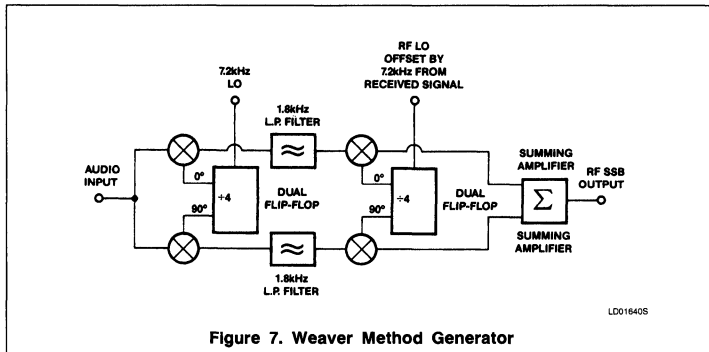 7.2kHz
LO
RF LO
OFFSET BY
7.2kHz FROM
RECEIVED SIGNAL
1.8kHz
L.P. FILTER
AUDIO
INPUT
0°
90°
÷4
DUAL
FLIP-FLOP
0°
90°
÷4
DUAL
FLIP-FLOP
SUMMING
AMPLIFIER
Σ
RF SSB
OUTPUT
SUMMING
AMPLIFIER
1.8kHz
L.P. FILTER
LD01640S
Figure 7. Weaver Method Generator